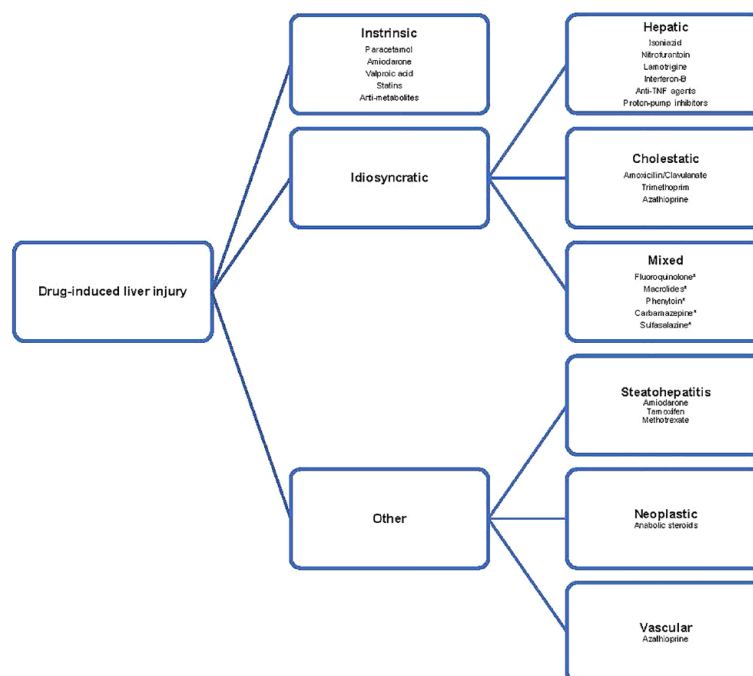 Drug-induced liver injury
Instrinsic
Paracetamol
Amiodarone
Valproic acid
Statins
Anti-metabolites
Idiosyncratic
Hepatic
Isoniazid
Nitrofurantoin
Lamotrigine
Interferon-B
Anti-TNF agents
Proton-pump inhibitors
Cholestatic
Amoxicillin/Clavulanate
Trimethoprim
Azathioprine
Mixed
Fluoroquinolone*
Macrolides*
Phenytoin*
Carbamazepine*
Sulfasalazine*
Other
Steatohepatitis
Amiodarone
Tamoxifen
Methotrexate
Neoplastic
Anabolic steroids
Vascular
Azathioprine